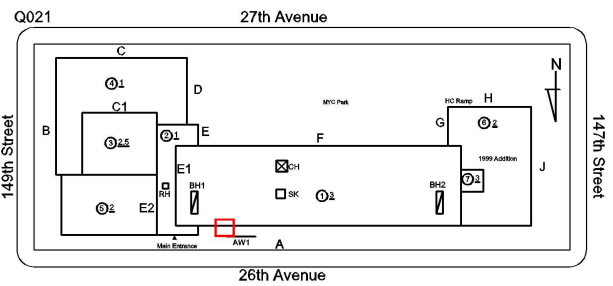 Q021
27th Avenue
C
N
④ 1
D
NYC Park
HC Ramp
H
C1
G
⑥ 2
149th Street
B
② 1
E
147th Street
③ 2.5
F
1999 Addition
E1
CH
J
⑦ 3
RH
BH1
SK
① 3
BH2
⑤ 2
E2
Main Entrance
AW1
A
26th Avenue